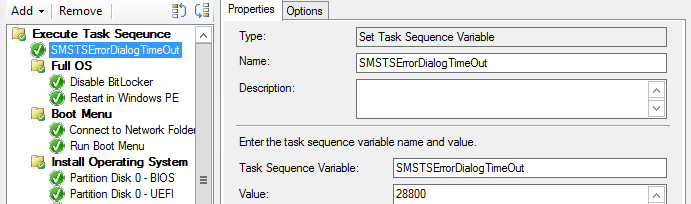 Add Remove
Execute Task Seqeunce
SMSTSErrorDialogTimeOut
Full OS
Disable BitLocker
Restart in Windows PE
Boot Menu
Connect to Network Folder
Run Boot Menu
Install Operating System
Partition Disk 0 - BIOS
Partition Disk 0 - UEFI
Properties Options
Type: Set Task Sequence Variable
Name: SMSTSErrorDialogTimeOut
Description:
Enter the task sequence variable name and value.
Task Sequence Variable: SMSTSErrorDialogTimeOut
Value: 28800